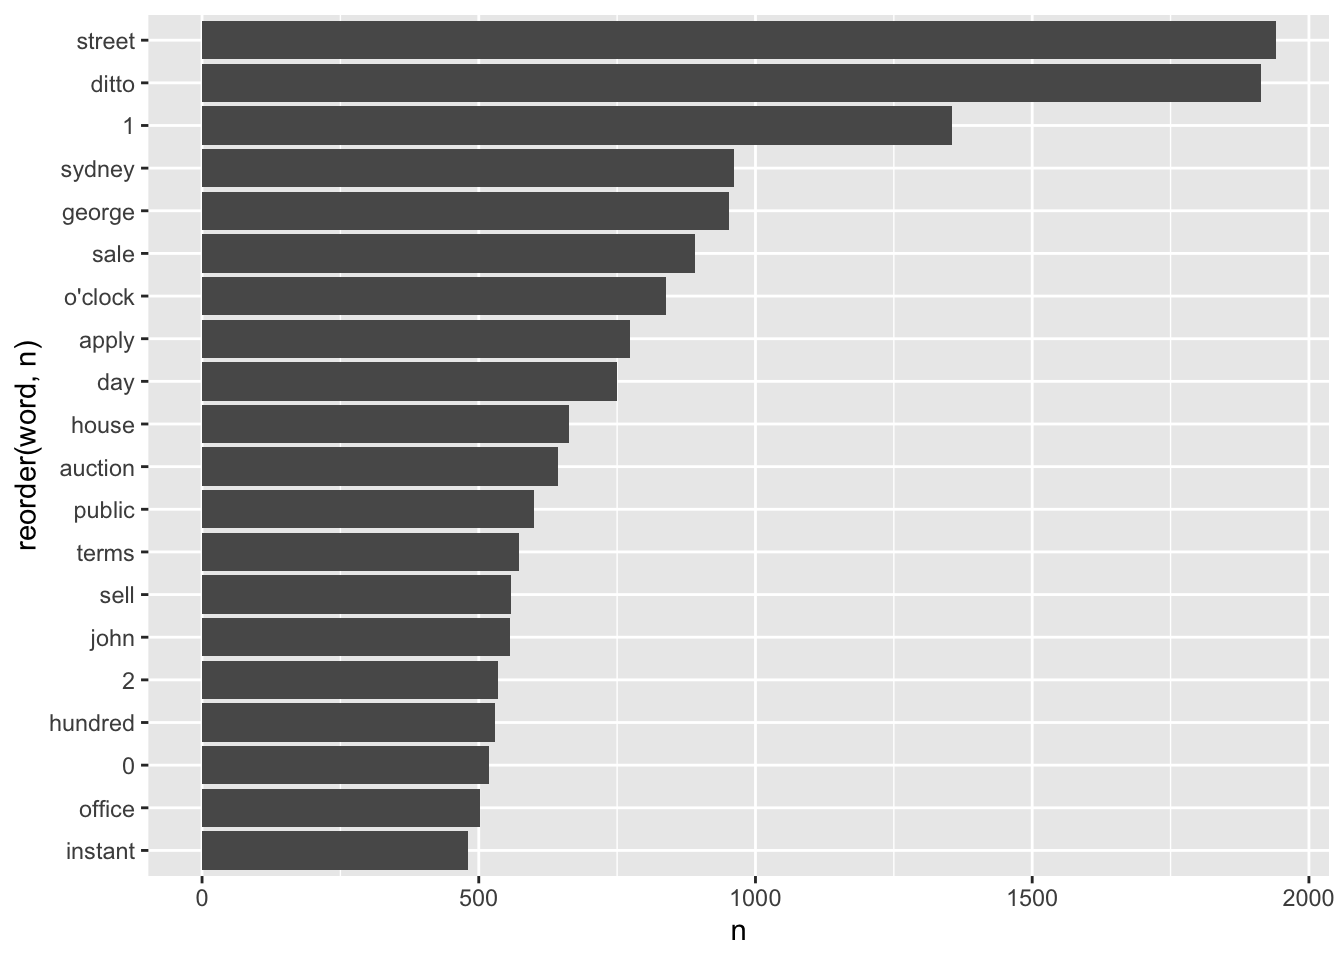 street
ditto
1
sydney
george
sale
o'clock
apply
day
house
auction
public
terms
sell
john
2
hundred
0
office
instant
reorder(word, n)
0 500 1000 1500 2000
n